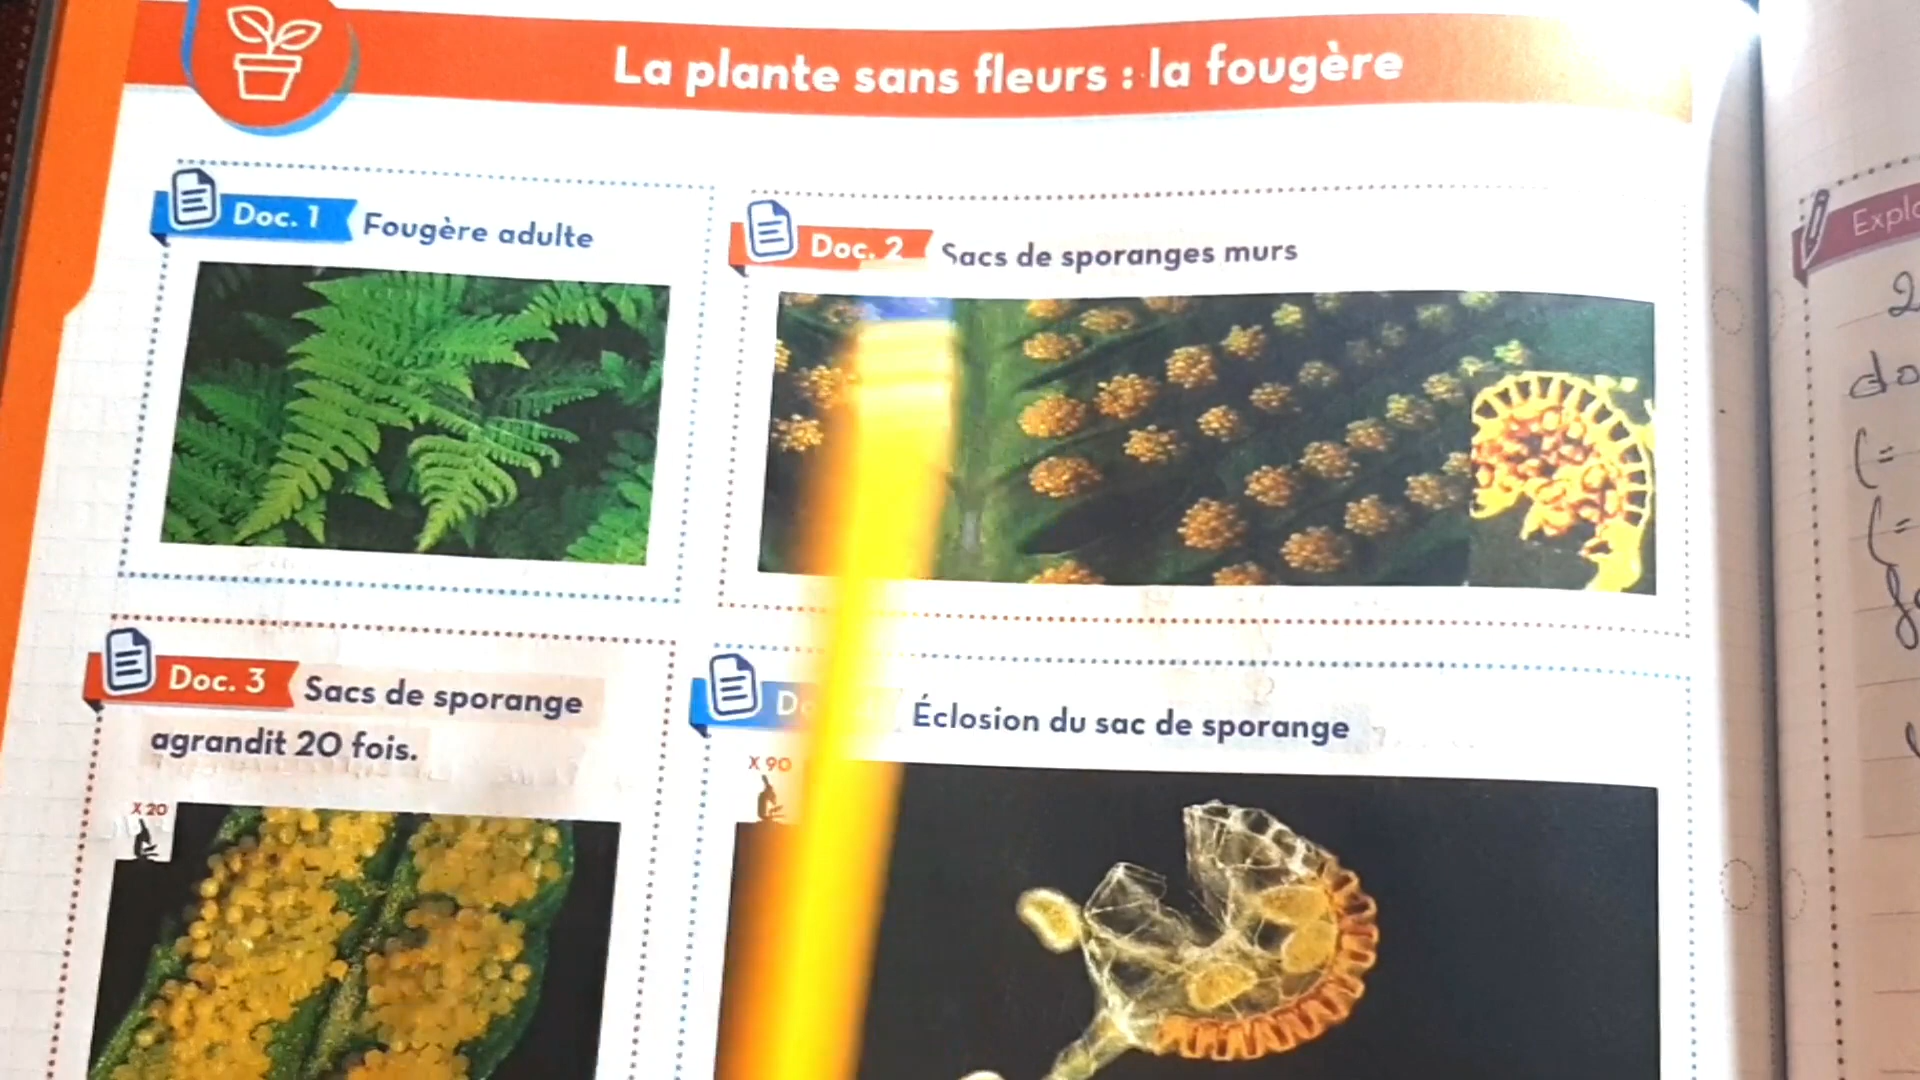 La plante sans fleurs : la fougère
Doc. 1 Fougère adulte
Doc. 2 Sacs de sporanges murs
Doc. 3 Sacs de sporange
agrandit 20 fois.
X 20
Éclosion du sac de sporange
X 90